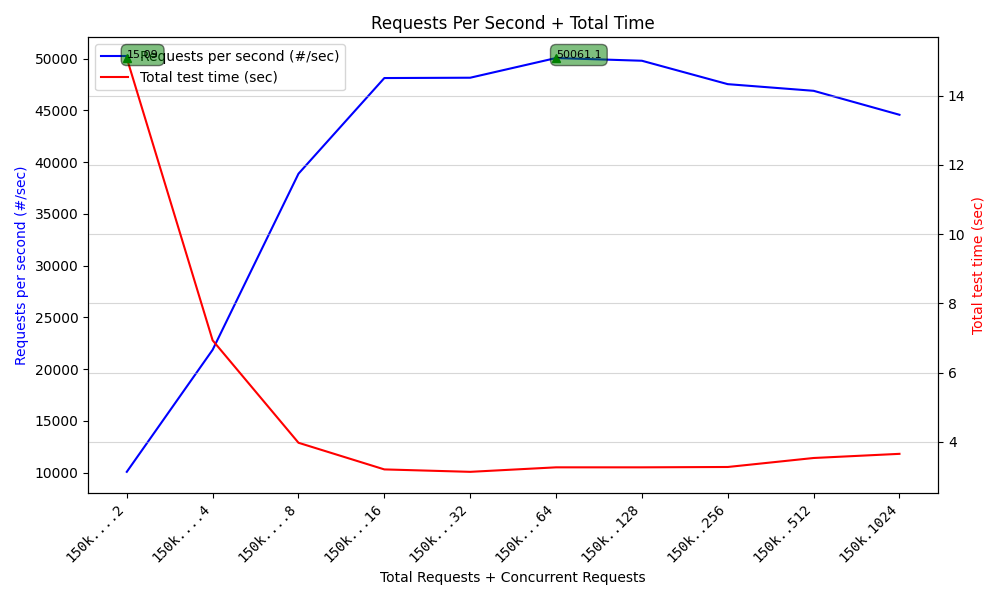 Requests Per Second + Total Time
Requests per second (#/sec)
Total test time (sec)
15.09
50061.1
50000
45000
40000
35000
30000
25000
20000
15000
10000
Requests per second (#/sec)
14
12
10
8
6
4
Total test time (sec)
150k....2
150k....4
150k....8
150k...16
150k...32
150k...64
150k..128
150k..256
150k..512
150k.1024
Total Requests + Concurrent Requests